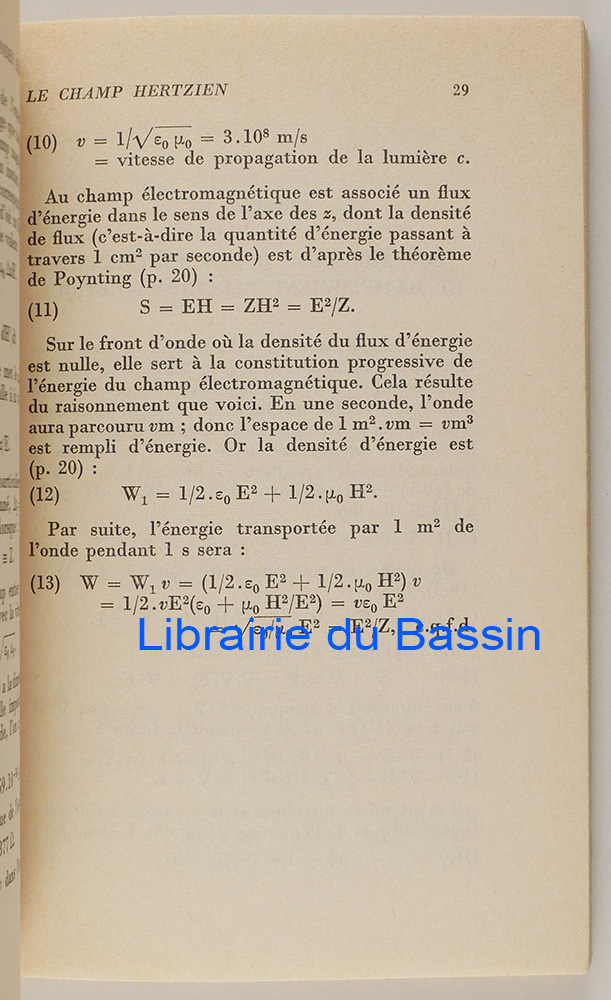 LE CHAMP HERTZIEN 29
(10) v = 1/√ε₀ μ₀ = 3.10⁸ m/s
= vitesse de propagation de la lumière c.
Au champ électromagnétique est associé un flux
d'énergie dans le sens de l'axe des z, dont la densité
de flux (c'est-à-dire la quantité d'énergie passant à
travers 1 cm² par seconde) est d'après le théorème
de Poynting (p. 20) :
(11) S = EH = ZH² = E²/Z.
Sur le front d'onde où la densité du flux d'énergie
est nulle, elle sert à la constitution progressive de
l'énergie du champ électromagnétique. Cela résulte
du raisonnement que voici. En une seconde, l'onde
aura parcouru vm ; donc l'espace de 1 m².vm = vm³
est rempli d'énergie. Or la densité d'énergie est
(p. 20) :
(12) W₁ = 1/2.ε₀ E² + 1/2.μ₀ H².
Par suite, l'énergie transportée par 1 m² de
l'onde pendant 1 s sera :
(13) W = W₁ v = (1/2.ε₀ E² + 1/2.μ₀ H²) v
= 1/2.vE²(ε₀ + μ₀ H²/E²) = vε₀ E²
= √ε₀/μ₀ E² = E²/Z, c.q.f.d.
Librairie du Bassin